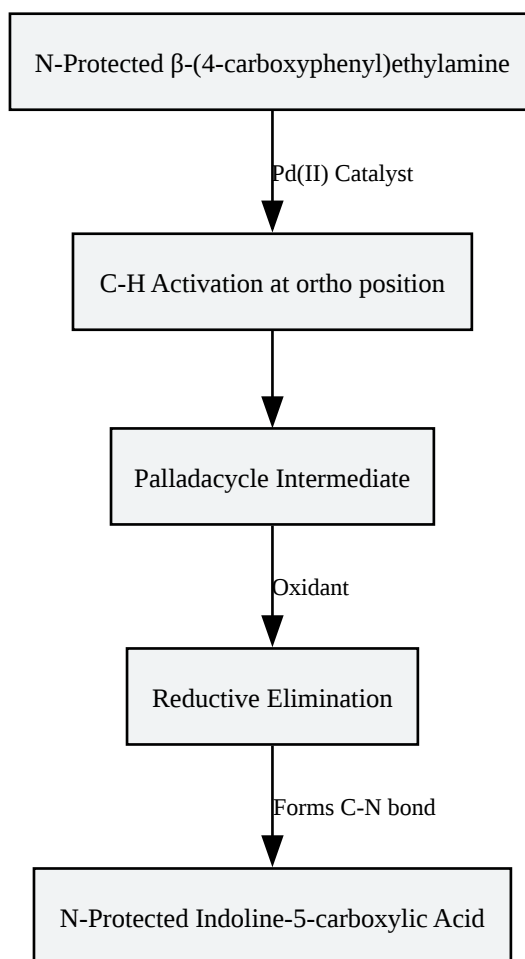 N-Protected β-(4-carboxyphenyl)ethylamine
Pd(II) Catalyst
C-H Activation at ortho position
Palladacycle Intermediate
Oxidant
Reductive Elimination
Forms C-N bond
N-Protected Indoline-5-carboxylic Acid